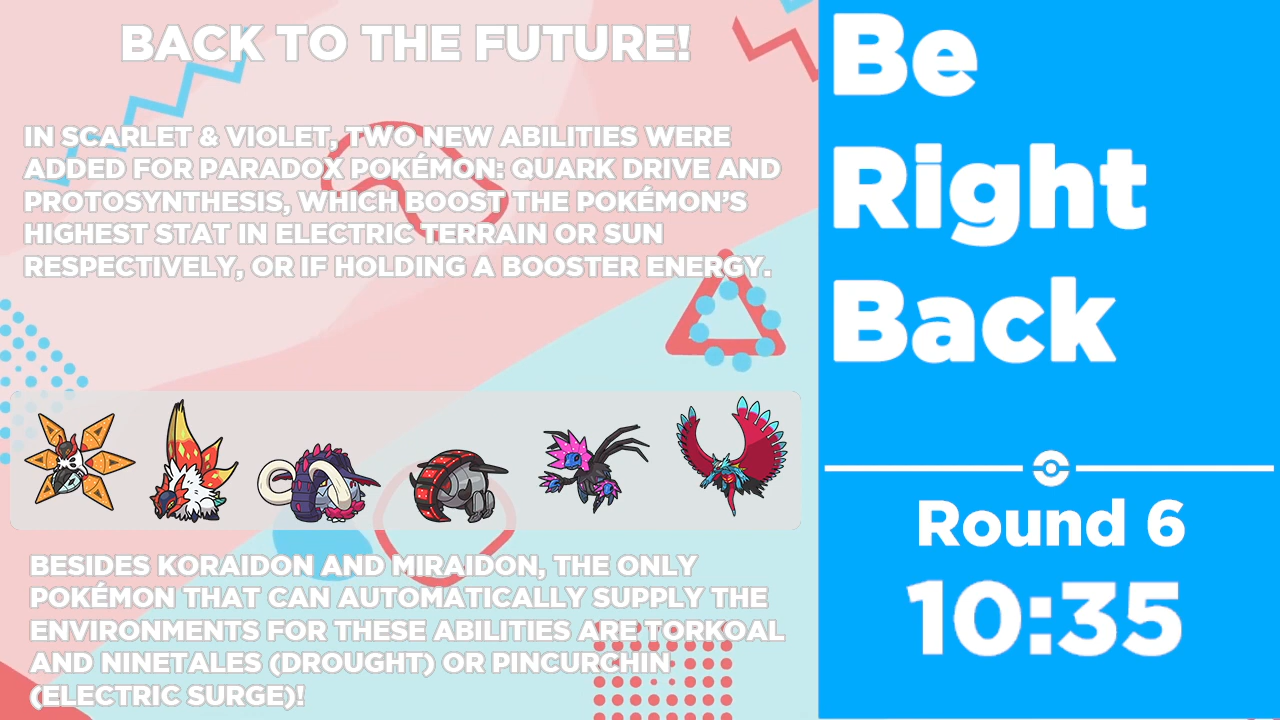 BACK TO THE FUTURE!
IN SCARLET & VIOLET, TWO NEW ABILITIES WERE
ADDED FOR PARADOX POKÉMON: QUARK DRIVE AND
PROTOSYNTHESIS, WHICH BOOST THE POKÉMON'S
HIGHEST STAT IN ELECTRIC TERRAIN OR SUN
RESPECTIVELY, OR IF HOLDING A BOOSTER ENERGY.
BESIDES KORAIDON AND MIRAIDON, THE ONLY
POKÉMON THAT CAN AUTOMATICALLY SUPPLY THE
ENVIRONMENTS FOR THESE ABILITIES ARE TORKOAL
AND NINETALES (DROUGHT) OR PINCURCHIN
(ELECTRIC SURGE)!
Be
Right
Back
Round 6
10:35